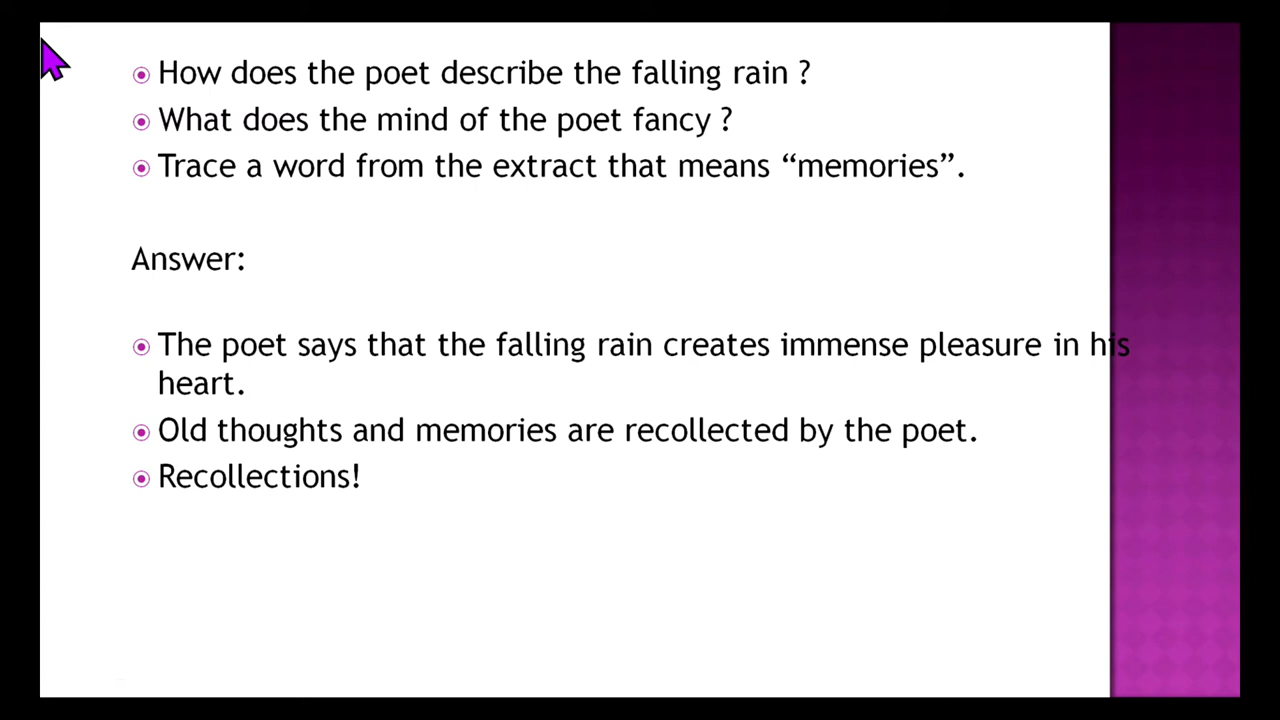 How does the poet describe the falling rain ?
What does the mind of the poet fancy ?
Trace a word from the extract that means “memories”.
Answer:
The poet says that the falling rain creates immense pleasure in his
heart.
Old thoughts and memories are recollected by the poet.
Recollections!